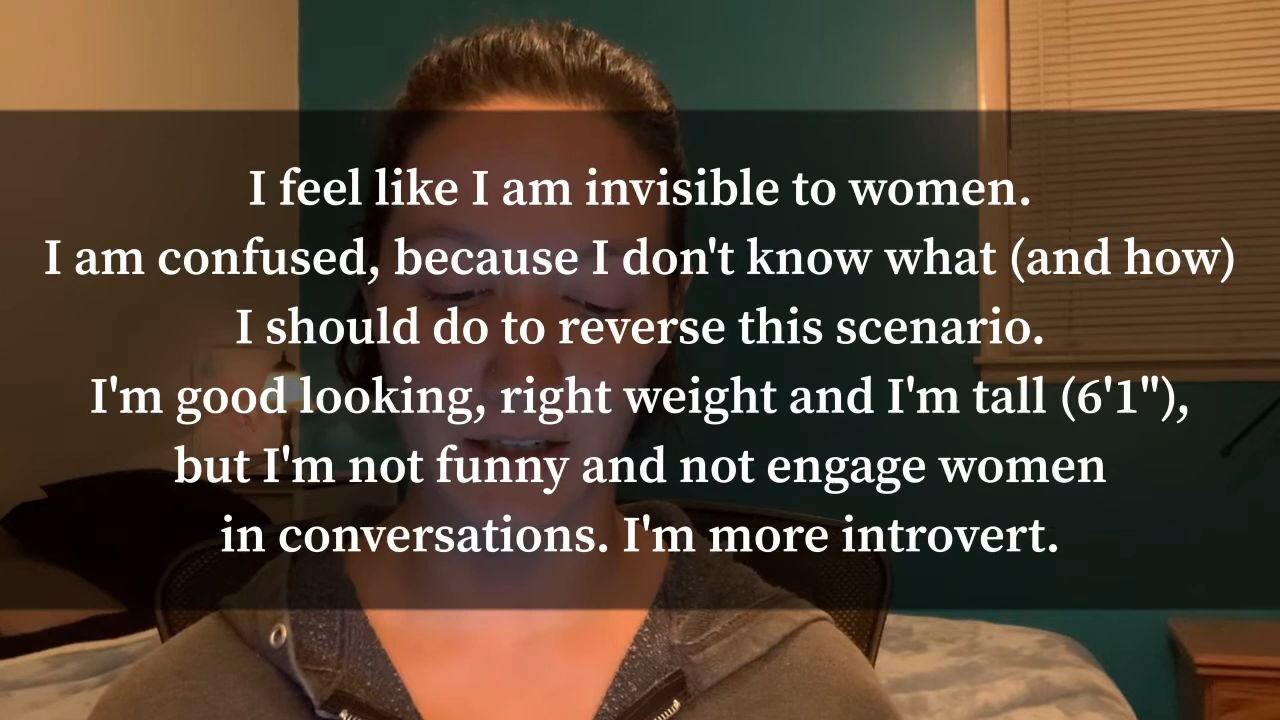 I feel like I am invisible to women.
I am confused, because I don't know what (and how)
I should do to reverse this scenario.
I'm good looking, right weight and I'm tall (6'1"),
but I'm not funny and not engage women
in conversations. I'm more introvert.